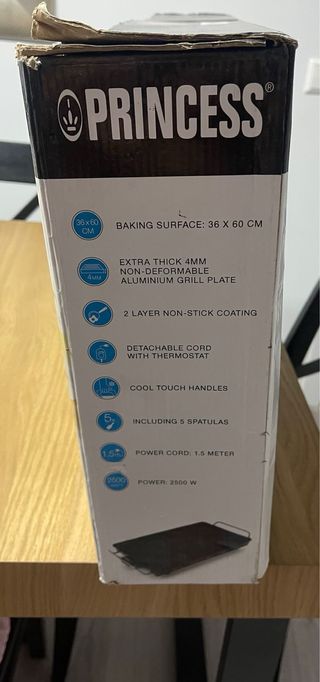 PRINCESS®
36x60
CM
BAKING SURFACE: 36 X 60 CM
4MM
EXTRA THICK 4MM
NON-DEFORMABLE
ALUMINIUM GRILL PLATE
2 LAYER NON-STICK COATING
DETACHABLE CORD
WITH THERMOSTAT
COOL TOUCH HANDLES
5
INCLUDING 5 SPATULAS
1.5
POWER CORD: 1.5 METER
2500
POWER: 2500 W